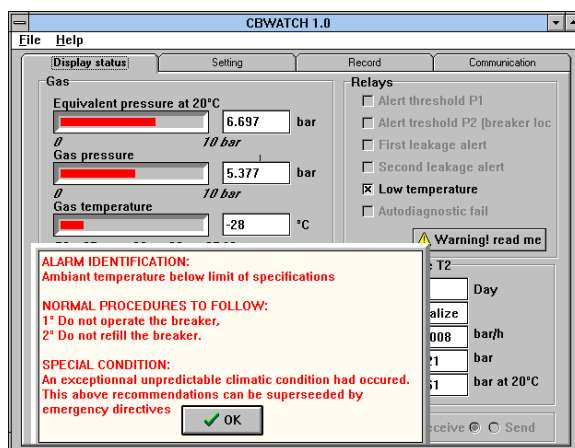 CBWATCH 1.0
File Help
Display status Setting Record Communication
Gas
Equivalent pressure at 20°C
6.697 bar
0 10 bar
Gas pressure
5.377 bar
0 10 bar
Gas temperature
-28 °C
Relays
Alert threshold P1
Alert treshold P2 (breaker loc
First leakage alert
Second leakage alert
Low temperature
Autodiagnostic fail
Warning! read me
ALARM IDENTIFICATION:
Ambiant temperature below limit of specifications
NORMAL PROCEDURES TO FOLLOW:
1° Do not operate the breaker,
2° Do not refill the breaker.
SPECIAL CONDITION:
An exceptionnal unpredictable climatic condition had occured.
This above recommendations can be superseeded by
emergency directives
OK
T2
Day
alize
008 bar/h
21 bar
61 bar at 20°C
eceive Send